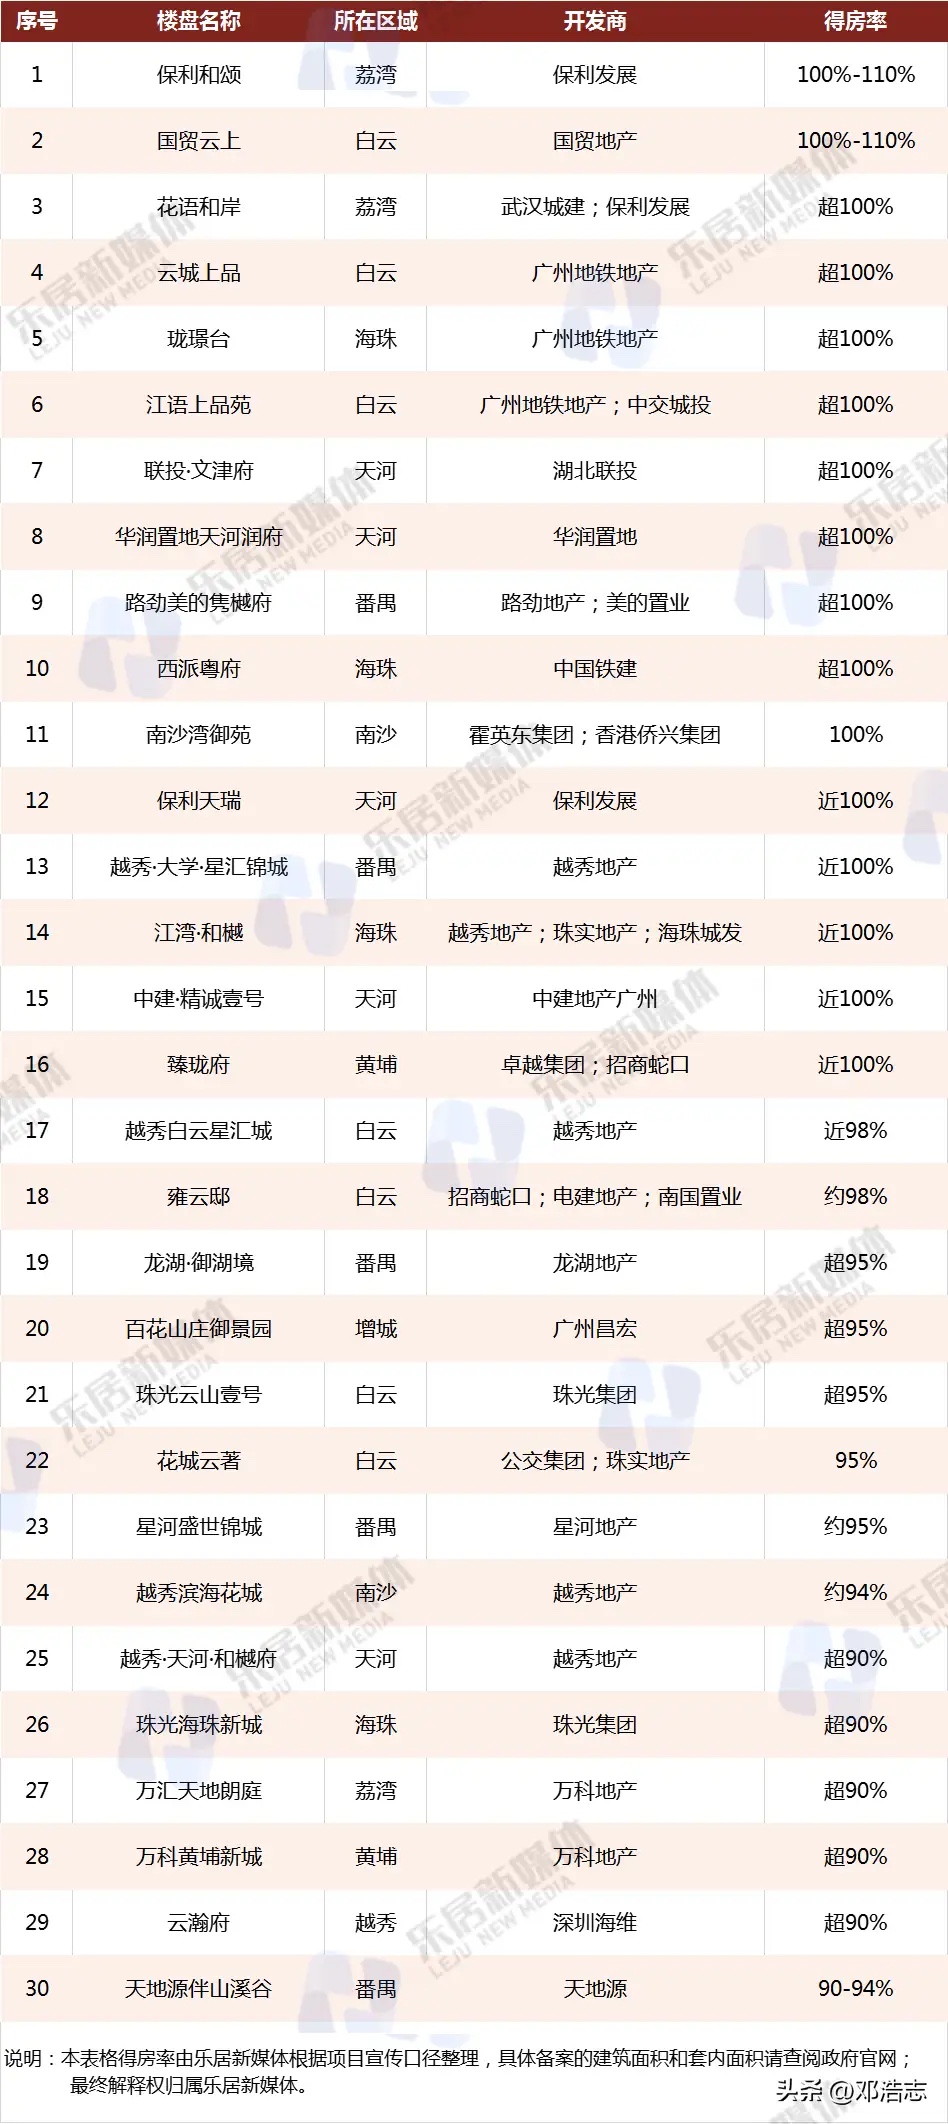 序号 楼盘名称 所在区域 开发商 得房率
1 保利和颂 荔湾 保利发展 100%-110%
2 国贸云上 白云 国贸地产 100%-110%
3 花语和岸 荔湾 武汉城建；保利发展 超100%
4 云城上品 白云 广州地铁地产 超100%
5 珑璟台 海珠 广州地铁地产 超100%
6 江语上品苑 白云 广州地铁地产；中交城投 超100%
7 联投·文津府 天河 湖北联投 超100%
8 华润置地天河润府 天河 华润置地 超100%
9 路劲美的隽樾府 番禺 路劲地产；美的置业 超100%
10 西派粤府 海珠 中国铁建 超100%
11 南沙湾御苑 南沙 霍英东集团；香港侨兴集团 100%
12 保利天瑞 天河 保利发展 近100%
13 越秀·大学·星汇锦城 番禺 越秀地产 近100%
14 江湾·和樾 海珠 越秀地产；珠实地产；海珠城发 近100%
15 中建·精诚壹号 天河 中建地产广州 近100%
16 臻珑府 黄埔 卓越集团；招商蛇口 近100%
17 越秀白云星汇城 白云 越秀地产 近98%
18 雍云邸 白云 招商蛇口；电建地产；南国置业 约98%
19 龙湖·御湖境 番禺 龙湖地产 超95%
20 百花山庄御景园 增城 广州昌宏 超95%
21 珠光云山壹号 白云 珠光集团 超95%
22 花城云著 白云 公交集团；珠实地产 95%
23 星河盛世锦城 番禺 星河地产 约95%
24 越秀滨海花城 南沙 越秀地产 约94%
25 越秀·天河·和樾府 天河 越秀地产 超90%
26 珠光海珠新城 海珠 珠光集团 超90%
27 万汇天地朗庭 荔湾 万科地产 超90%
28 万科黄埔新城 黄埔 万科地产 超90%
29 云瀚府 越秀 深圳海维 超90%
30 天地源伴山溪谷 番禺 天地源 90-94%
说明：本表格得房率由乐居新媒体根据项目宣传口径整理，具体备案的建筑面积和套内面积请查阅政府官网；
最终解释权归属乐居新媒体。
头条 @邓浩志
乐居新媒体
LEJU NEW MEDIA